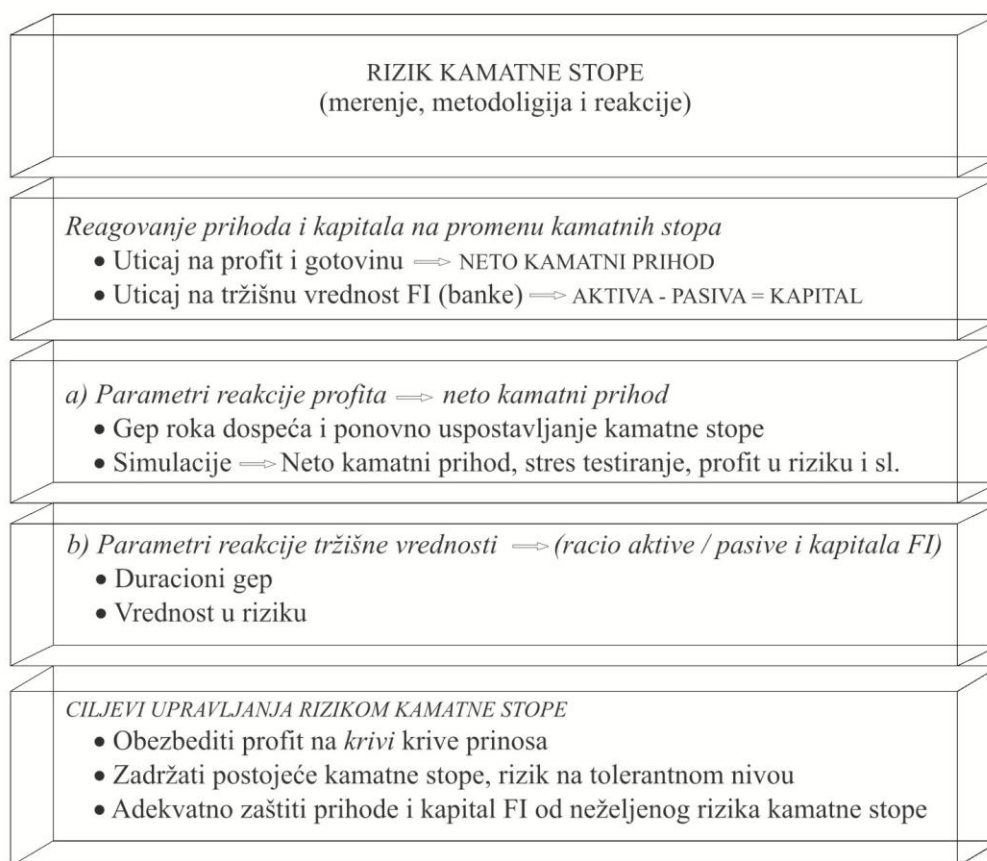 RIZIK KAMATNE STOPE
(merenje, metodoligija i reakcije)
Reagovanje prihoda i kapitala na promenu kamatnih stopa
• Uticaj na profit i gotovinu ⇒ NETO KAMATNI PRIHOD
• Uticaj na tržišnu vrednost FI (banke) ⇒ AKTIVA - PASIVA = KAPITAL
a) Parametri reakcije profita ⇒ neto kamatni prihod
• Gep roka dospeća i ponovno uspostavljanje kamatne stope
• Simulacije ⇒ Neto kamatni prihod, stres testiranje, profit u riziku i sl.
b) Parametri reakcije tržišne vrednosti ⇒ (racio aktive / pasive i kapitala FI)
• Duracioni gep
• Vrednost u riziku
CILJEVI UPRAVLJANJA RIZIKOM KAMATNE STOPE
• Obezbediti profit na krivi krive prinosa
• Zadržati postojeće kamatne stope, rizik na tolerantnom nivou
• Adekvatno zaštiti prihode i kapital FI od neželjenog rizika kamatne stope